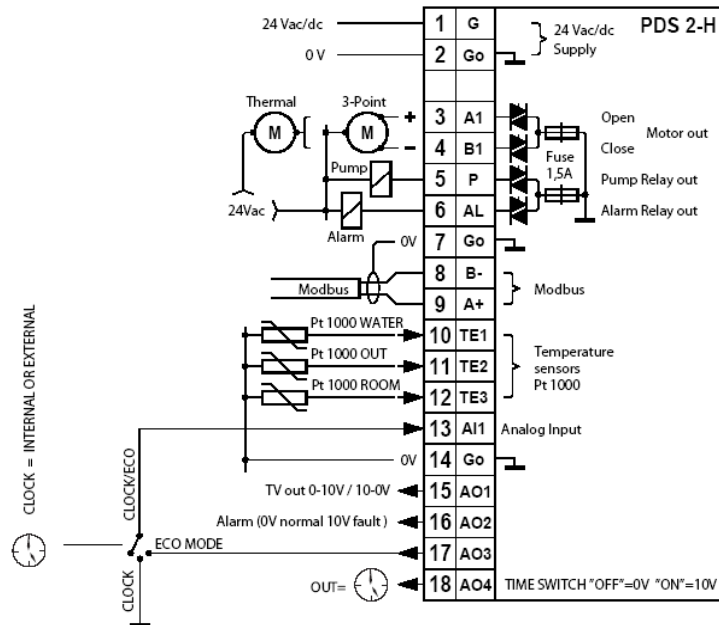 24 Vac/dc 1 G 24 Vac/dc PDS 2-H
0 V 2 Go Supply
Thermal 3-Point
M M + 3 A1 Open
Motor out
− 4 B1 Close
Fuse
1,5A
Pump 5 P Pump Relay out
24Vac 6 AL Alarm Relay out
Alarm
0V 7 Go
8 B-
Modbus Modbus
9 A+
Pt 1000 WATER 10 TE1
Pt 1000 OUT 11 TE2 Temperature
sensors
Pt 1000
Pt 1000 ROOM 12 TE3
13 AI1 Analog Input
0V 14 Go
TV out 0-10V / 10-0V 15 AO1
Alarm (0V normal 10V fault ) 16 AO2
ECO MODE 17 AO3
OUT= 18 AO4 TIME SWITCH "OFF"=0V "ON"=10V
CLOCK = INTERNAL OR EXTERNAL
CLOCK/ECO
CLOCK